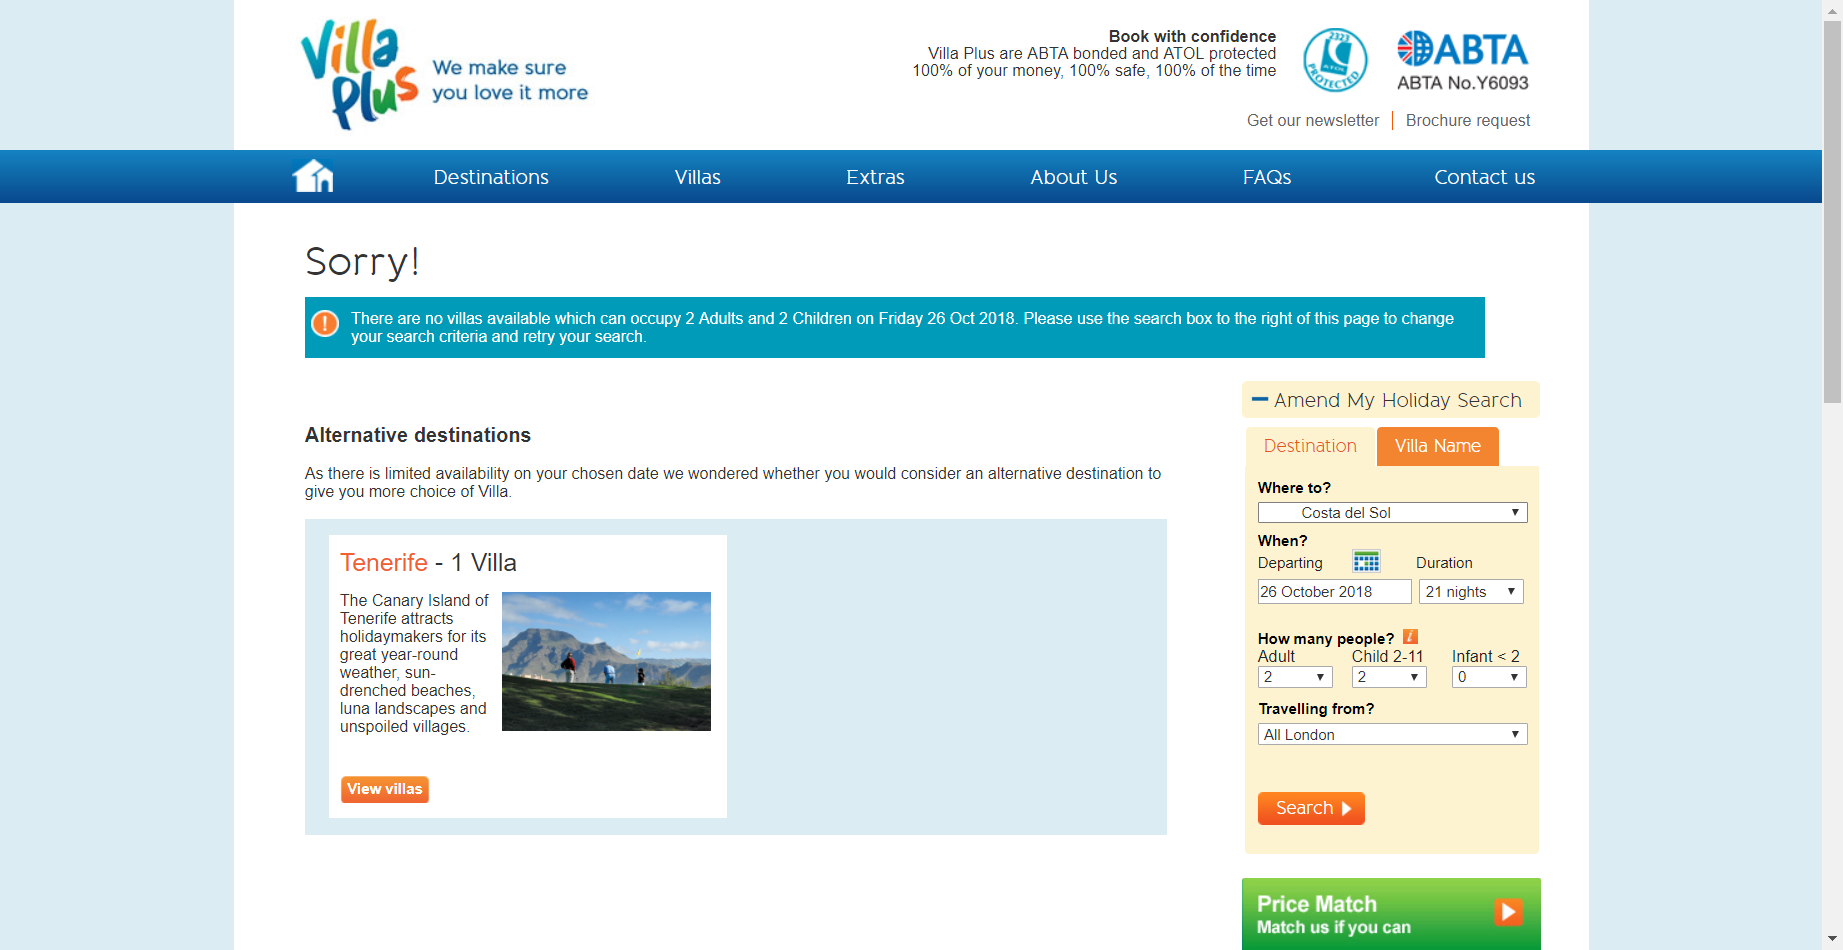 Villa Plus
We make sure
you love it more
Book with confidence
Villa Plus are ABTA bonded and ATOL protected
100% of your money, 100% safe, 100% of the time
2323
ATOL
PROTECTED
ABTA
ABTA No.Y6093
Get our newsletter
Brochure request
Destinations
Villas
Extras
About Us
FAQs
Contact us
Sorry!
There are no villas available which can occupy 2 Adults and 2 Children on Friday 26 Oct 2018. Please use the search box to the right of this page to change
your search criteria and retry your search.
Alternative destinations
As there is limited availability on your chosen date we wondered whether you would consider an alternative destination to
give you more choice of Villa.
Tenerife - 1 Villa
The Canary Island of
Tenerife attracts
holidaymakers for its
great year-round
weather, sun-
drenched beaches,
luna landscapes and
unspoiled villages.
View villas
Amend My Holiday Search
Destination
Villa Name
Where to?
Costa del Sol
When?
Departing
Duration
26 October 2018
21 nights
How many people?
Adult
Child 2-11
Infant < 2
2
2
0
Travelling from?
All London
Search
Price Match
Match us if you can